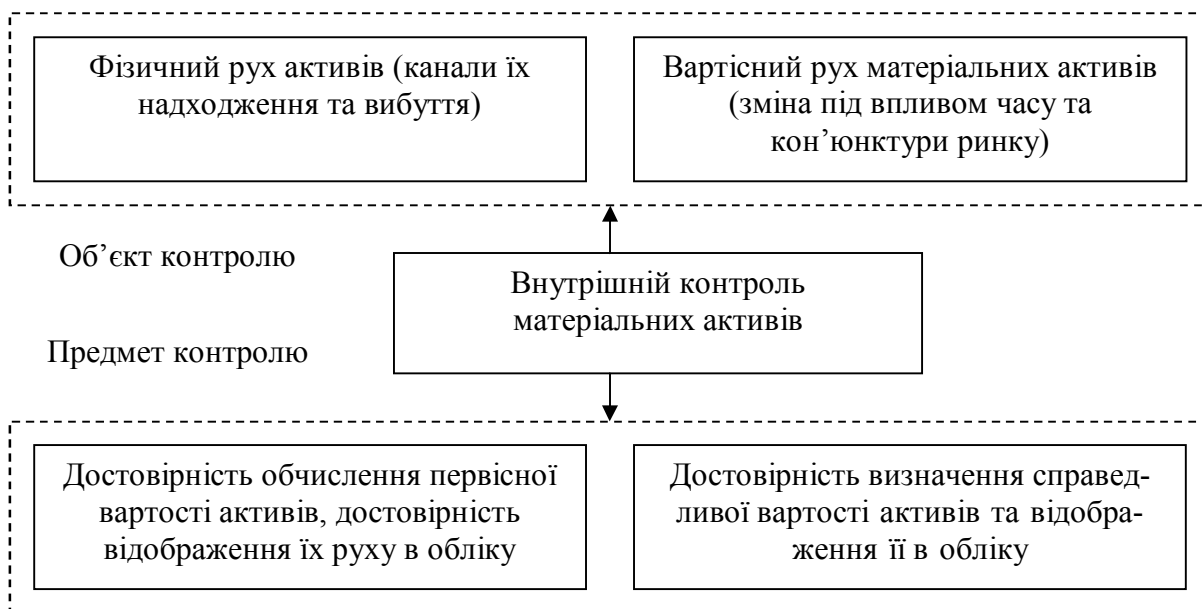 Фізичний рух активів (канали їх
надходження та вибуття)
Вартісний рух матеріальних активів
(зміна під впливом часу та
кон’юнктури ринку)
Об’єкт контролю
Внутрішній контроль
матеріальних активів
Предмет контролю
Достовірність обчислення первісної
вартості активів, достовірність
відображення їх руху в обліку
Достовірність визначення справед-
ливої вартості активів та відобра-
ження її в обліку